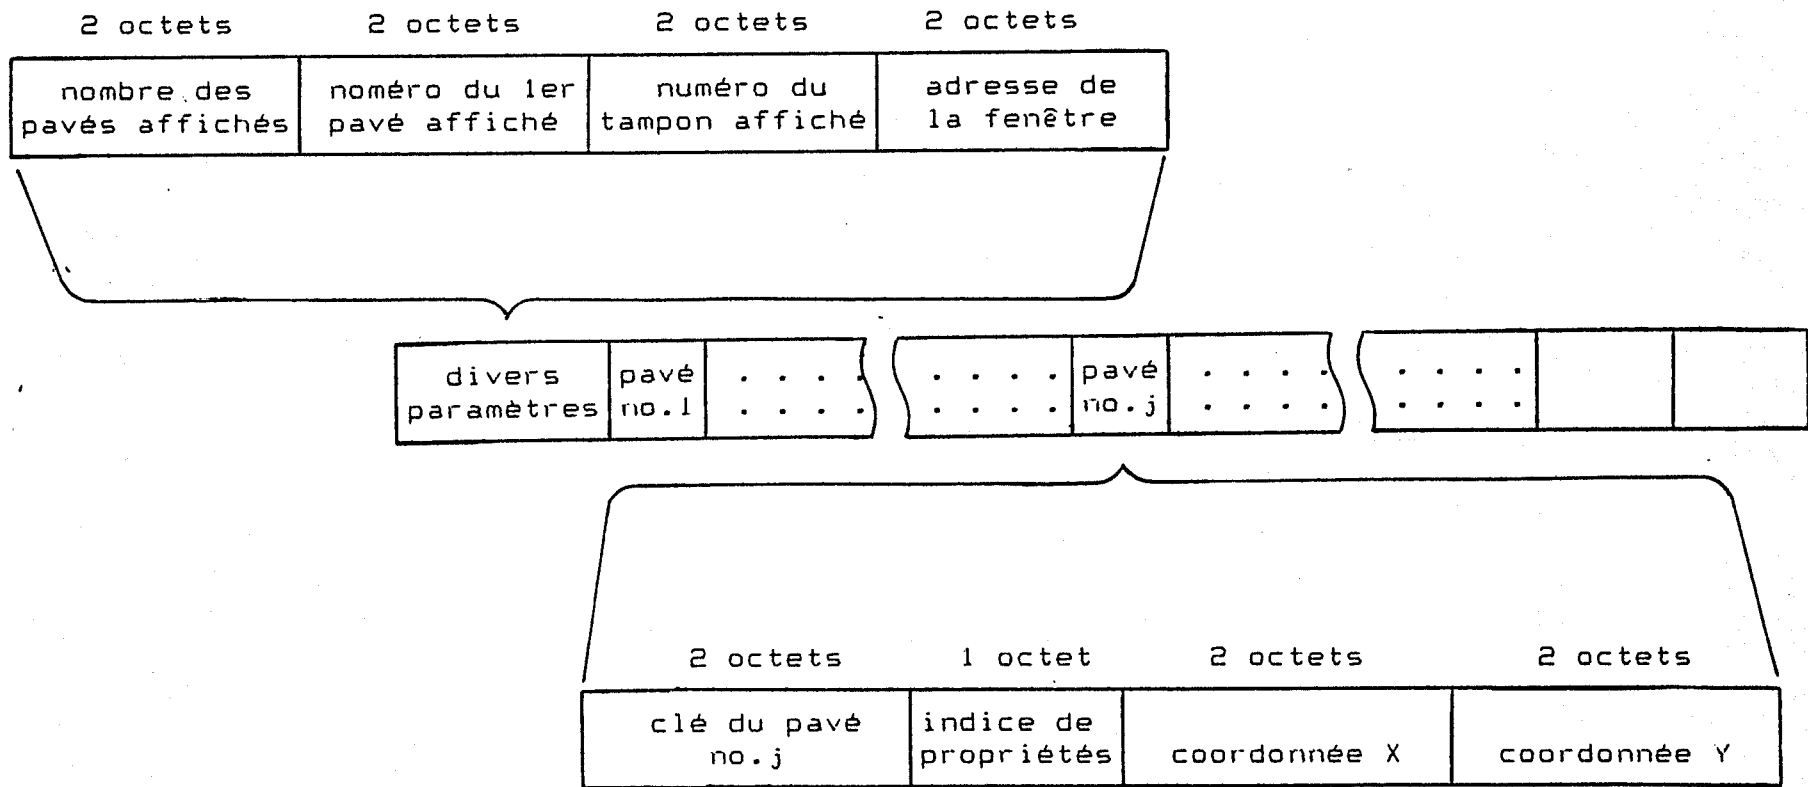 2 octets 2 octets 2 octets 2 octets
nombre des noméro du 1er numéro du adresse de
pavés affichés pavé affiché tampon affiché la fenêtre
divers pavé . . . . . . . . pavé . . . . . . . .
paramètres no.1 . . . . . . . . no.j . . . . . . . .
2 octets 1 octet 2 octets 2 octets
clé du pavé indice de
no.j propriétés coordonnée X coordonnée Y